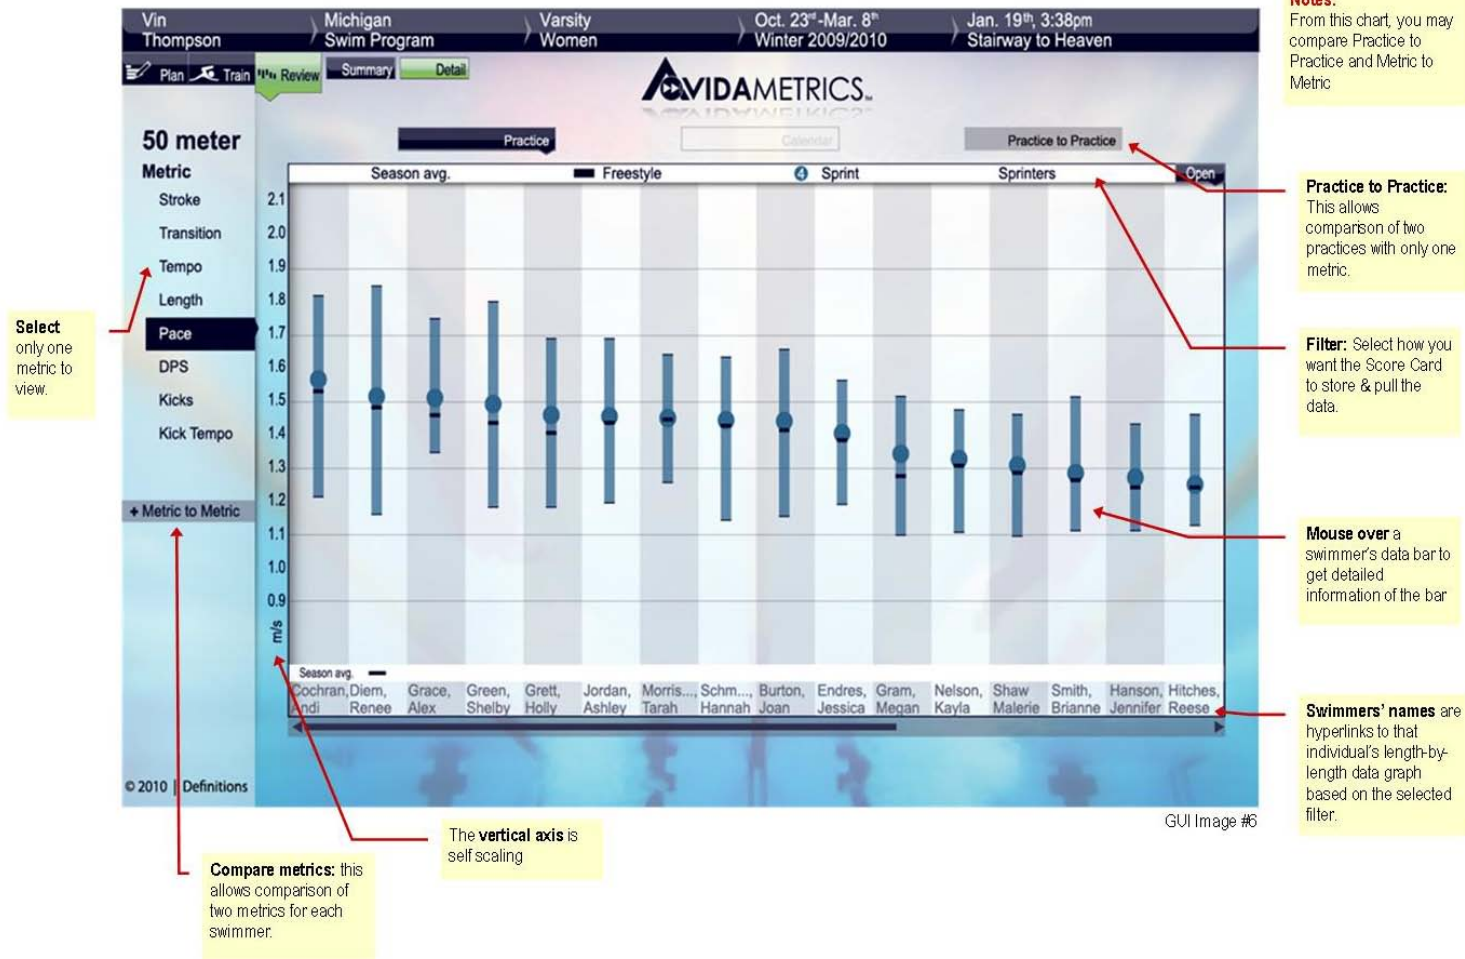 Vin
Thompson
Michigan
Swim Program
Varsity
Women
Oct. 23rd-Mar. 8th
Winter 2009/2010
Jan. 19th, 3:38pm
Stairway to Heaven
Plan
Train
Review
Summary
Detail
AVIDAMETRICS
Notes:
From this chart, you may
compare Practice to
Practice and Metric to
Metric
50 meter
Metric
Stroke
Transition
Tempo
Length
Pace
DPS
Kicks
Kick Tempo
+ Metric to Metric
Practice
Calendar
Practice to Practice
Season avg.
Freestyle
4 Sprint
Sprinters
Open
2.1
2.0
1.9
1.8
1.7
1.6
1.5
1.4
1.3
1.2
1.1
1.0
0.9
m/s
Season avg.
Cochran,
Andi
Diem,
Renee
Grace,
Alex
Green,
Shelby
Grett,
Holly
Jordan,
Ashley
Morris...,
Tarah
Schm...,
Hannah
Burton,
Joan
Endres,
Jessica
Gram,
Megan
Nelson,
Kayla
Shaw
Malerie
Smith,
Brianne
Hanson,
Jennifer
Hitches,
Reese
© 2010 | Definitions
Select
only one
metric to
view.
Practice to Practice:
This allows
comparison of two
practices with only one
metric.
Filter: Select how you
want the Score Card
to store & pull the
data.
Mouse over a
swimmer's data bar to
get detailed
information of the bar
Swimmers' names are
hyperlinks to that
individual's length-by-
length data graph
based on the selected
filter.
GUI Image #6
The vertical axis is
self scaling
Compare metrics: this
allows comparison of
two metrics for each
swimmer.